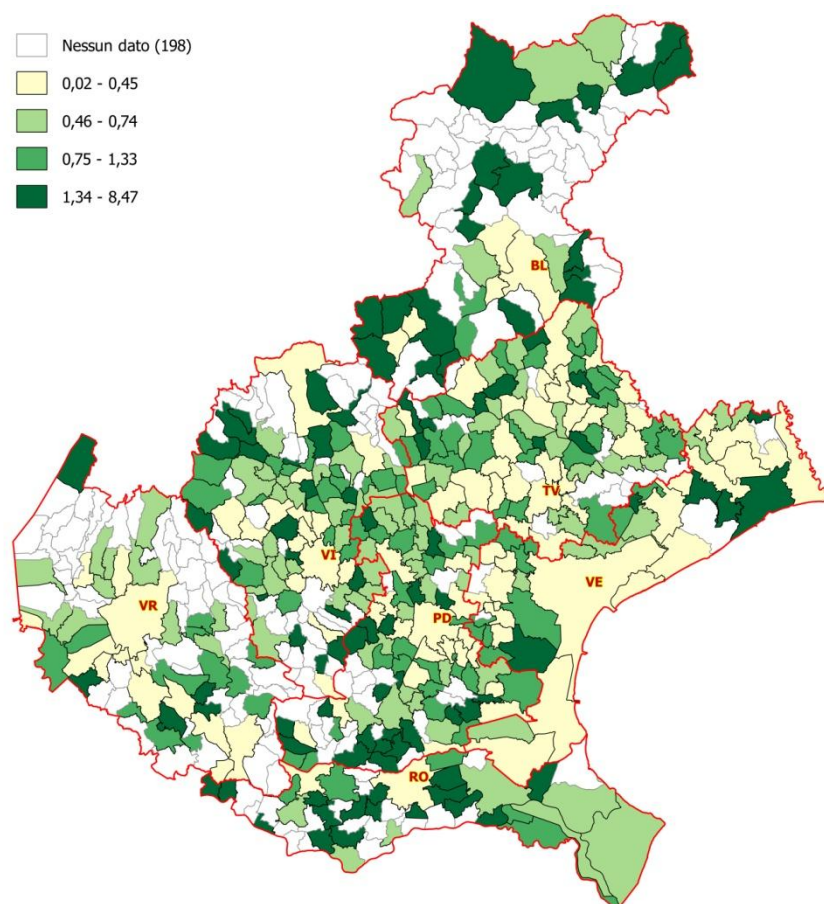 Nessun dato (198)
0,02 - 0,45
0,46 - 0,74
0,75 - 1,33
1,34 - 8,47
BL
TV
VI
VE
VR
PD
RO